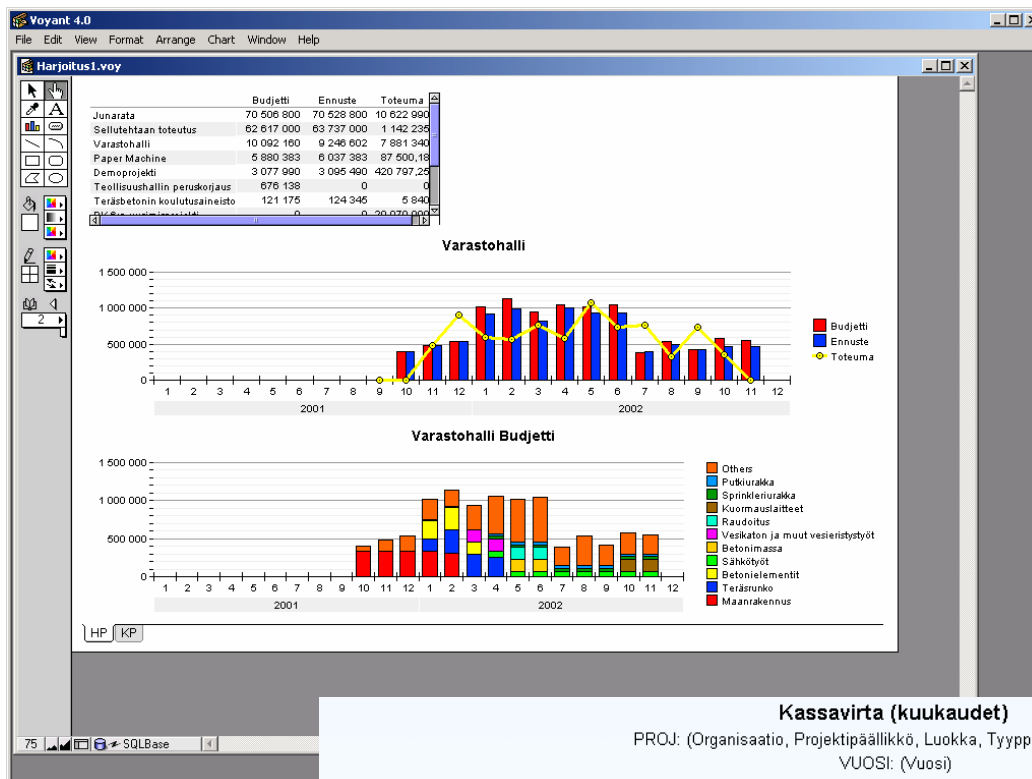 Voyant 4.0
File Edit View Format Arrange Chart Window Help
Harjoitus1.voy
Budjetti Ennuste Toteuma
Junarata 70 506 800 70 528 800 10 622 990
Sellutehtaan toteutus 62 617 000 63 737 000 1 142 235
Varastohalli 10 092 160 9 246 602 7 881 340
Paper Machine 5 880 383 6 037 383 87 500,18
Demoprojekti 3 077 990 3 095 490 420 797,25
Teollisuushallin peruskorjaus 676 138 0 0
Teräsbetonin koulutusaineisto 121 175 124 345 5 840
0 0
Varastohalli
1 500 000
1 000 000
500 000
0
1 2 3 4 5 6 7 8 9 10 11 12 1 2 3 4 5 6 7 8 9 10 11 12
2001 2002
Budjetti
Ennuste
Toteuma
Varastohalli Budjetti
1 500 000
1 000 000
500 000
0
1 2 3 4 5 6 7 8 9 10 11 12 1 2 3 4 5 6 7 8 9 10 11 12
2001 2002
Others
Putkiurakka
Sprinkleriurakka
Kuormauslaitteet
Raudoitus
Vesikaton ja muut vesieristystyöt
Betonimassa
Sähkötyöt
Betonielementit
Teräsrunko
Maanrakennus
2
HP KP
75 SQLBase
Kassavirta (kuukaudet)
PROJ: (Organisaatio, Projektipäällikkö, Luokka, Tyypp
VUOSI: (Vuosi)